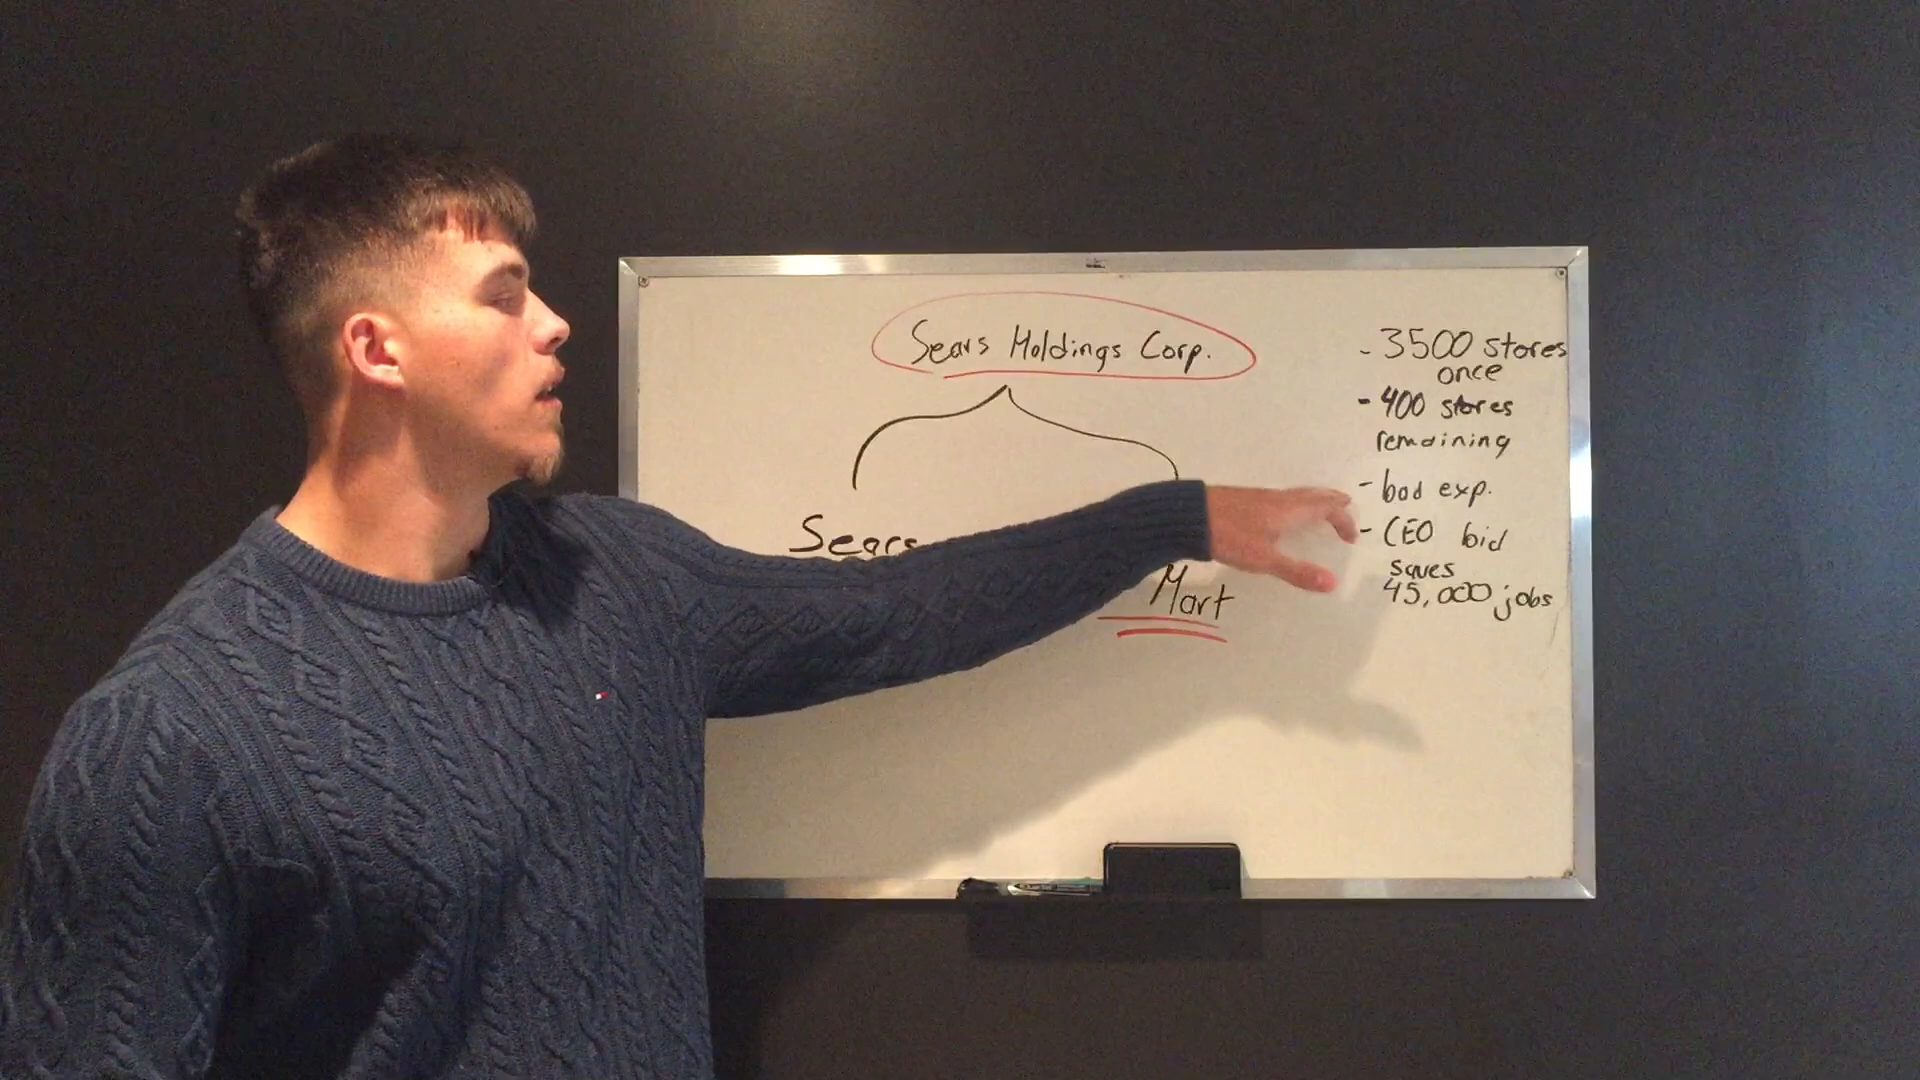 Sears Holdings Corp.
- 3500 stores
once
- 400 stores
remaining
- bad exp.
- CEO bid
saves
45,000 jobs
Sears
Mart